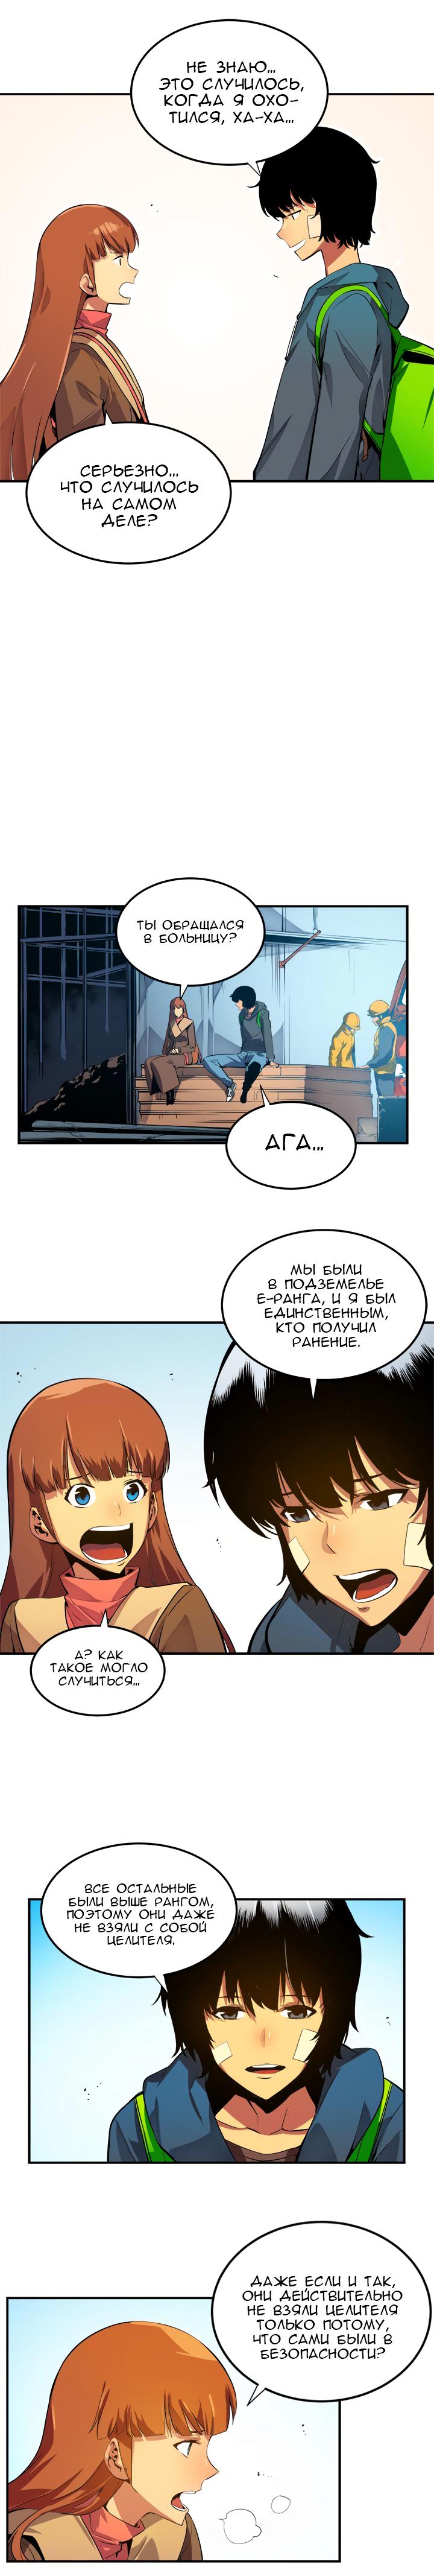 НЕ ЗНАЮ...
ЭТО СЛУЧИЛОСЬ,
КОГДА Я ОХО-
ТИЛСЯ, ХА-ХА...
СЕРЬЕЗНО...
ЧТО СЛУЧИЛОСЬ
НА САМОМ
ДЕЛЕ?
ТЫ ОБРАЩАЛСЯ
В БОЛЬНИЦУ?
АГА...
МЫ БЫЛИ
В ПОДЗЕМЕЛЬЕ
Е-РАНГА, И Я БЫЛ
ЕДИНСТВЕННЫМ,
КТО ПОЛУЧИЛ
РАНЕНИЕ.
А? КАК
ТАКОЕ МОГЛО
СЛУЧИТЬСЯ...
ВСЕ ОСТАЛЬНЫЕ
БЫЛИ ВЫШЕ РАНГОМ,
ПОЭТОМУ ОНИ ДАЖЕ
НЕ ВЗЯЛИ С СОБОЙ
ЦЕЛИТЕЛЯ.
ДАЖЕ ЕСЛИ И ТАК,
ОНИ ДЕЙСТВИТЕЛЬНО
НЕ ВЗЯЛИ ЦЕЛИТЕЛЯ
ТОЛЬКО ПОТОМУ,
ЧТО САМИ БЫЛИ В
БЕЗОПАСНОСТИ?